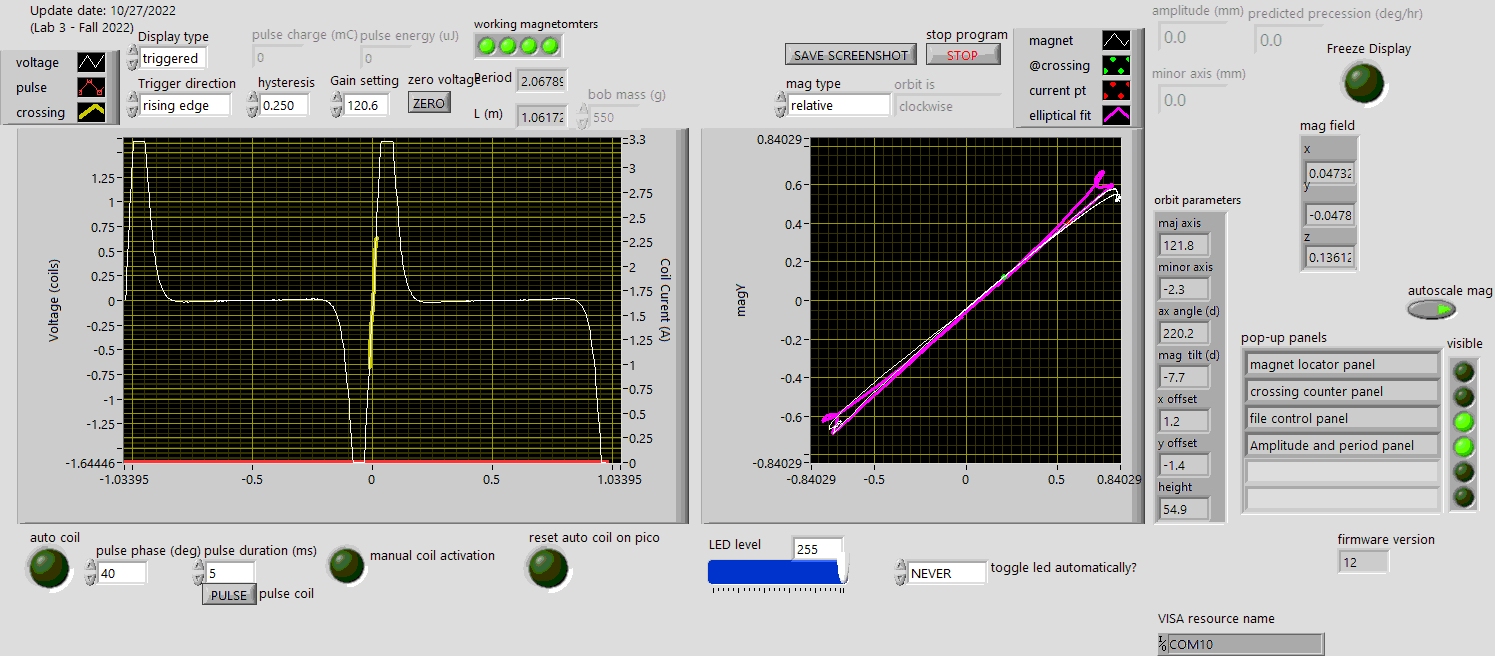 Update date: 10/27/2022
(Lab 3 - Fall 2022)
voltage
pulse
crossing
Display type
triggered
Trigger direction
rising edge
pulse charge (mC)
0
pulse energy (uJ)
0
hysteresis
0.250
Gain setting
120.6
zero voltage
ZERO
working magnetomters
Period
2.0678
L (m)
1.0617
bob mass (g)
550
SAVE SCREENSHOT
stop program
STOP
mag type
relative
orbit is
clockwise
magnet
@crossing
current pt
elliptical fit
amplitude (mm)
0.0
predicted precession (deg/hr)
0.0
minor axis (mm)
0.0
Freeze Display
mag field
x
0.0473
y
-0.0478
z
0.1361
Voltage (coils)
1.25
1
0.75
0.5
0.25
0
-0.25
-0.5
-0.75
-1
-1.25
-1.64446
-1.03395
-0.5
0
0.5
1.03395
3.3
3
2.75
2.5
2.25
2
1.75
1.5
1.25
1
0.75
0.5
0.25
0
Coil Curent (A)
magy
0.84029
0.6
0.4
0.2
0
-0.2
-0.4
-0.6
-0.84029
-0.84029
-0.5
0
0.5
0.84029
orbit parameters
maj axis
121.8
minor axis
-2.3
ax angle (d)
220.2
mag tilt (d)
-7.7
x offset
1.2
y offset
-1.4
height
54.9
autoscale mag
pop-up panels
visible
magnet locator panel
crossing counter panel
file control panel
Amplitude and period panel
auto coil
pulse phase (deg)
40
pulse duration (ms)
5
PULSE
pulse coil
manual coil activation
reset auto coil on pico
LED level
255
NEVER
toggle led automatically?
firmware version
12
VISA resource name
COM10